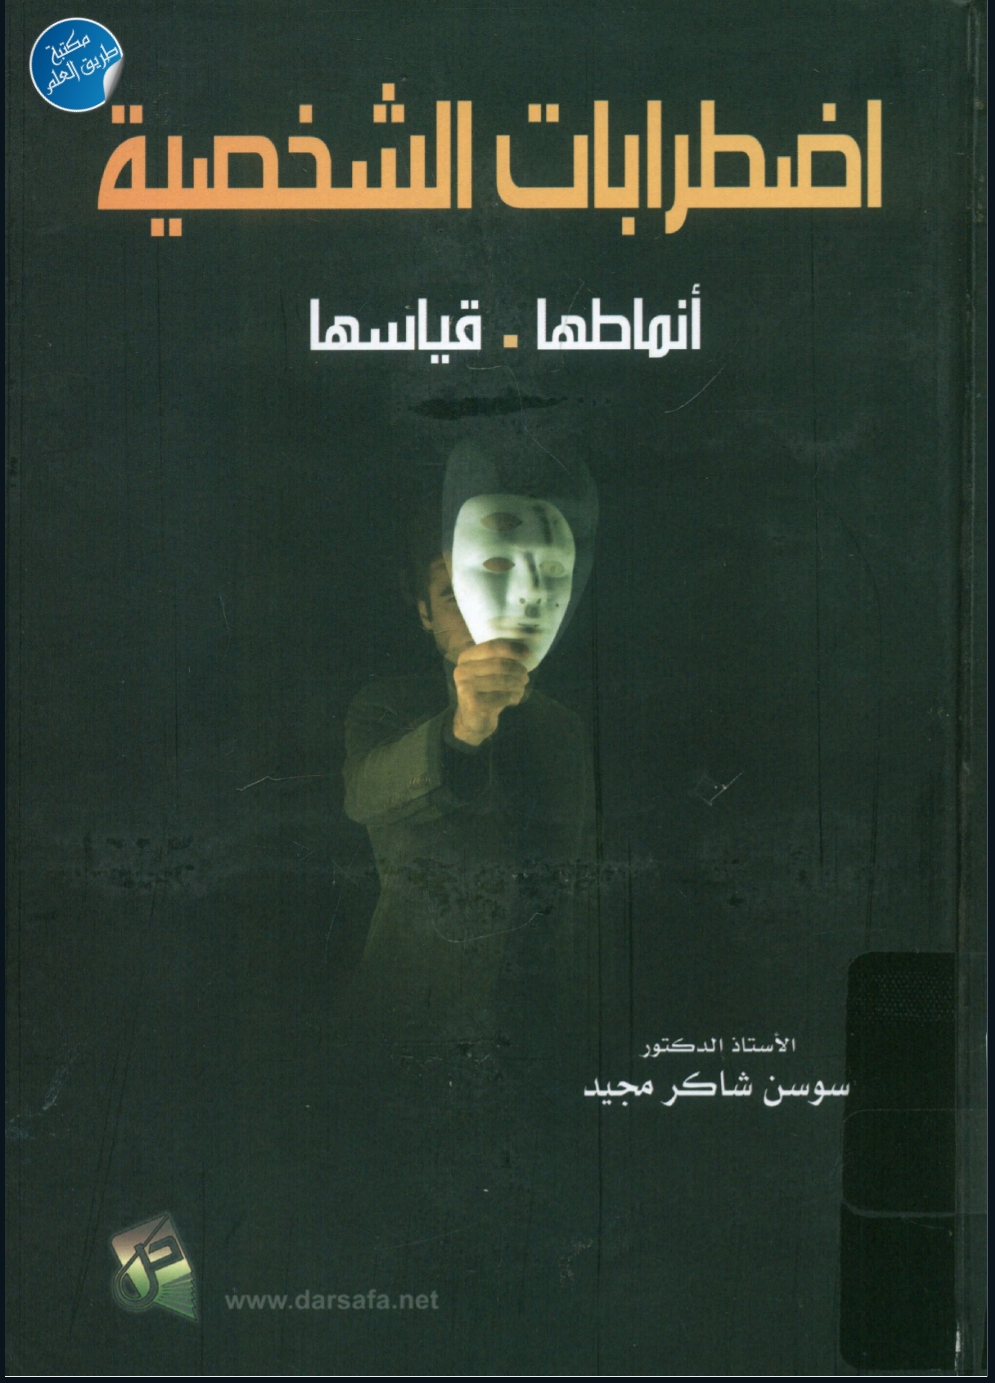 مكتبة
طريق العلم
اضطرابات الشخصية
أنماطها . قياسها
الأستاذ الدكتور
سوسن شاكر مجيد
www.darsafa.net